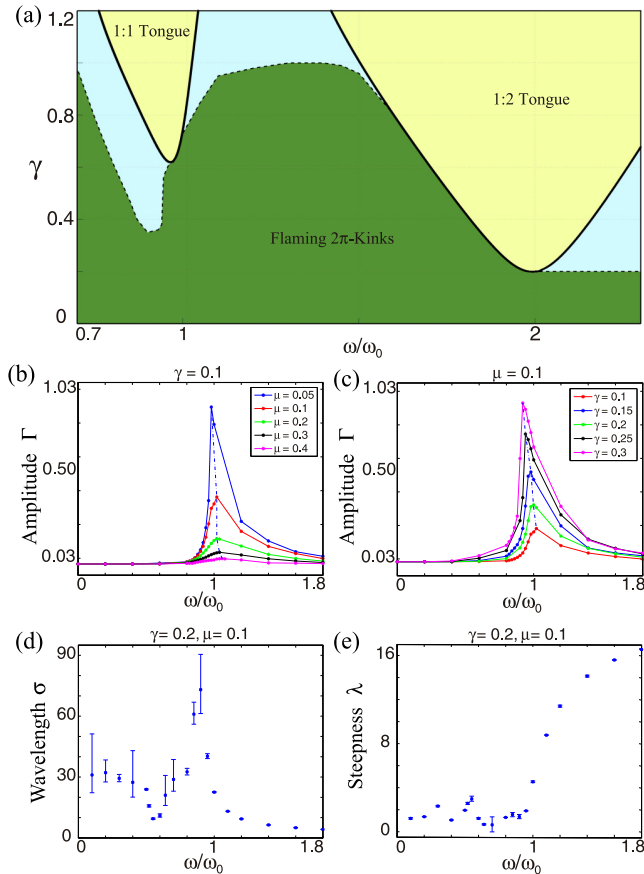 (a)
1.2
0.8
0.4
0
γ
1:1 Tongue
1:2 Tongue
Flaming 2π-Kinks
0.7 1 2
ω/ω0
(b)
γ = 0.1
1.03
0.50
0.03
Amplitude Γ
μ = 0.05
μ = 0.1
μ = 0.2
μ = 0.3
μ = 0.4
0 1 1.8
ω/ω0
(c)
μ = 0.1
1.03
0.50
0.03
Amplitude Γ
γ = 0.1
γ = 0.15
γ = 0.2
γ = 0.25
γ = 0.3
0 1 1.8
ω/ω0
(d)
γ= 0.2, μ= 0.1
90
60
30
0
Wavelength σ
0 1 1.8
ω/ω0
(e)
γ= 0.2, μ= 0.1
16
8
0
Steepness λ
0 1 1.8
ω/ω0